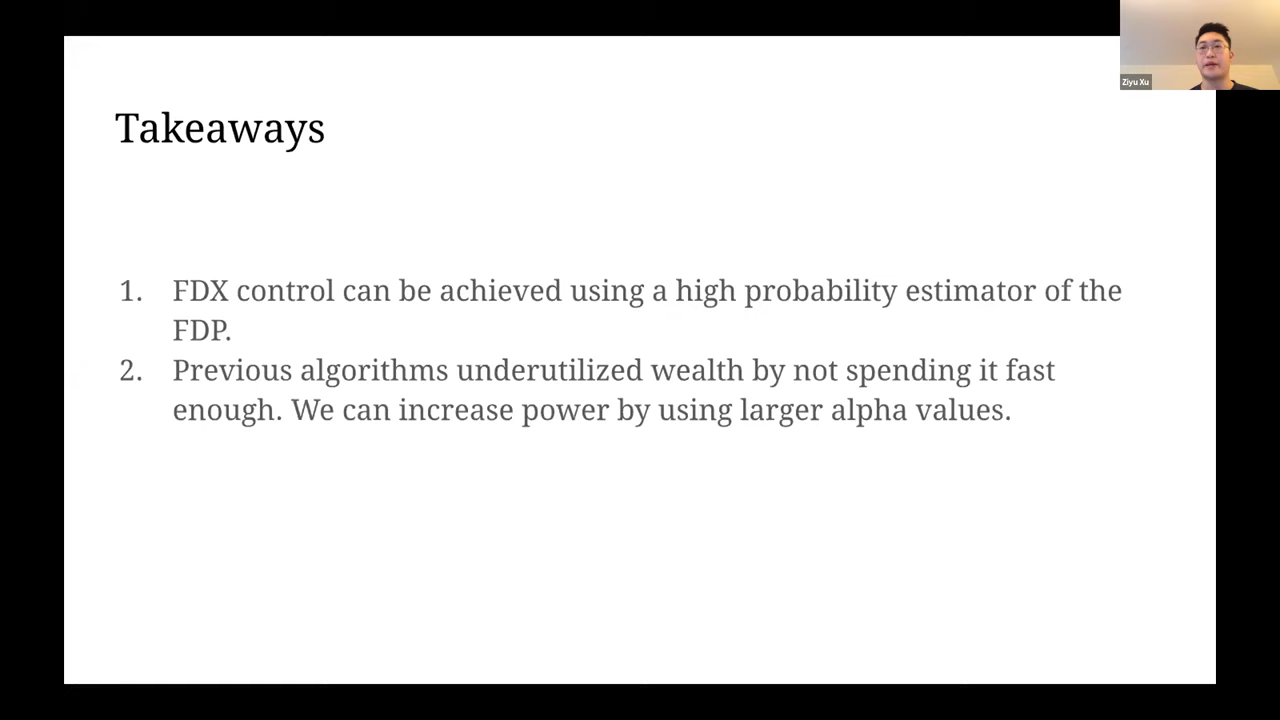 Ziyu Xu
Takeaways
1. FDX control can be achieved using a high probability estimator of the
FDP.
2. Previous algorithms underutilized wealth by not spending it fast
enough. We can increase power by using larger alpha values.